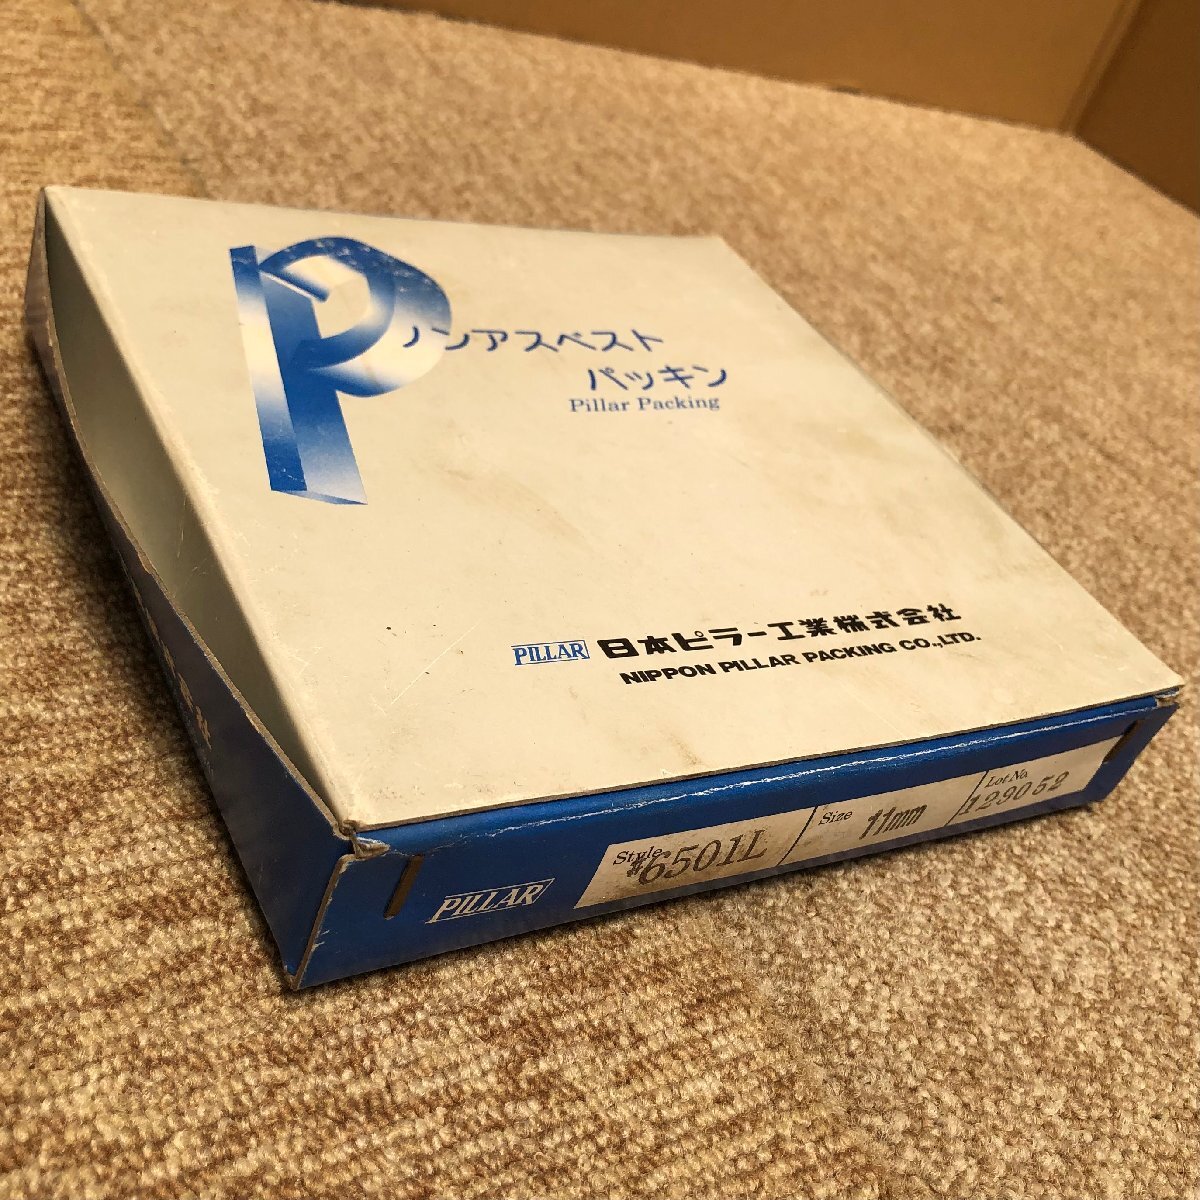 ノンアスベスト
パッキン
Pillar Packing
PILLAR 日本ピラー工業株式会社
NIPPON PILLAR PACKING CO.,LTD.
PILLAR
Style #6501L
Size 11mm
Lot No. 129052